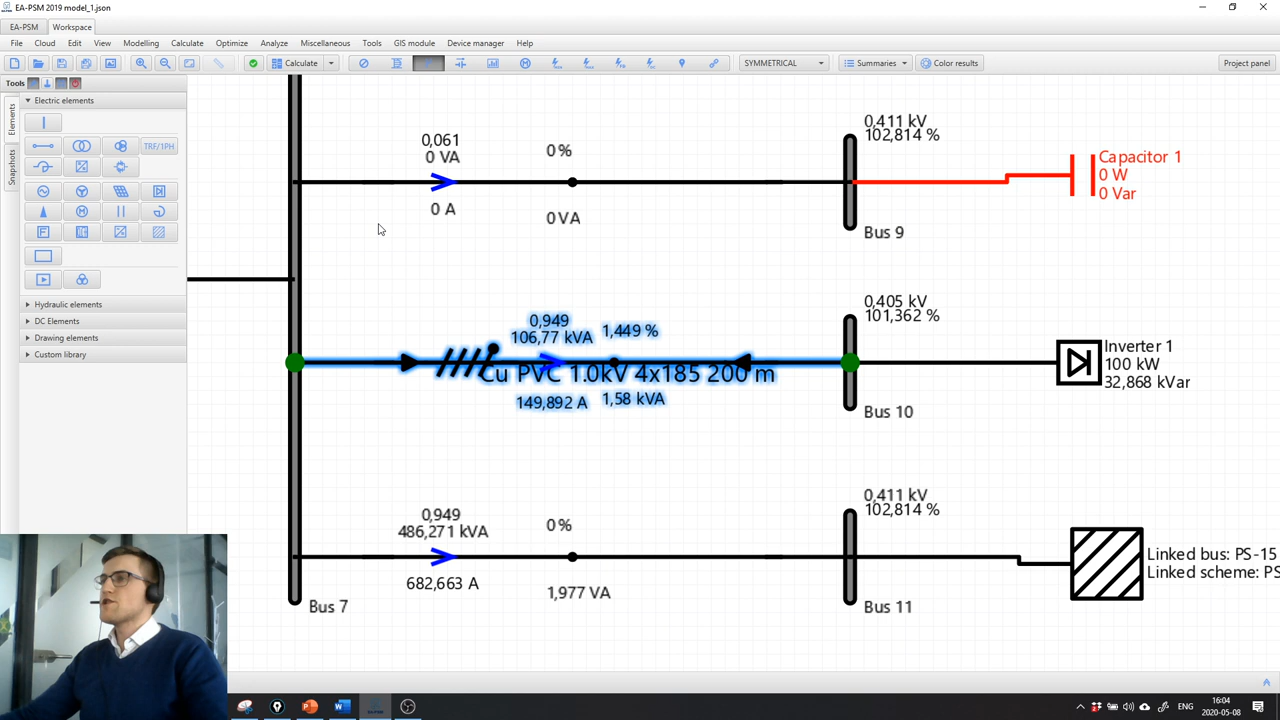 EA-PSM 2019 model_1.json
EA-PSM Workspace
File Cloud Edit View Modelling Calculate Optimize Analyze Miscellaneous Tools GIS module Device manager Help
Calculate SYMMETRICAL Summaries Color results Project panel
Tools
Elements
Snapshots
Electric elements
TRF/1PH
Hydraulic elements
DC Elements
Drawing elements
Custom library
0,061
0 VA
0 A
0 %
0 VA
0,411 kV
102,814 %
Bus 9
Capacitor 1
0 W
0 Var
0,949
106,77 kVA
1,449 %
Cu PVC 1.0kV 4x185 200 m
149,892 A
1,58 kVA
0,405 kV
101,362 %
Bus 10
Inverter 1
100 kW
32,868 kVar
0,949
486,271 kVA
682,663 A
0 %
1,977 VA
0,411 kV
102,814 %
Bus 7
Bus 11
Linked bus: PS-15
Linked scheme: PS
ENG
16:04
2020-05-08